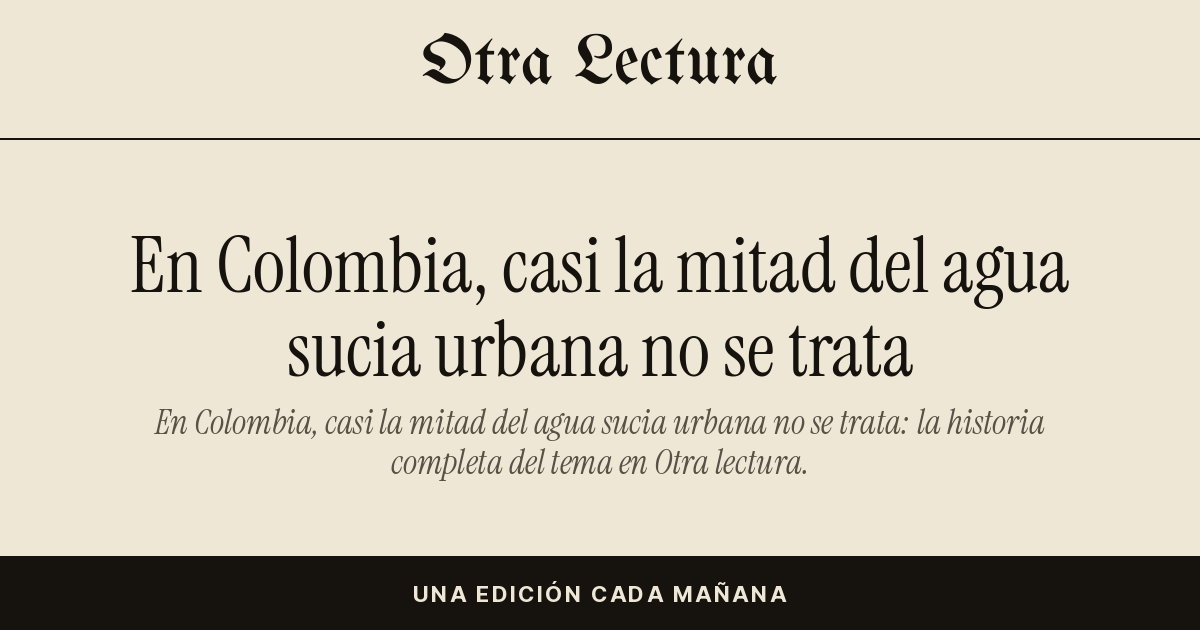 Otra Lectura
En Colombia, casi la mitad del agua
sucia urbana no se trata
En Colombia, casi la mitad del agua sucia urbana no se trata: la historia
completa del tema en Otra lectura.
UNA EDICIÓN CADA MAÑANA